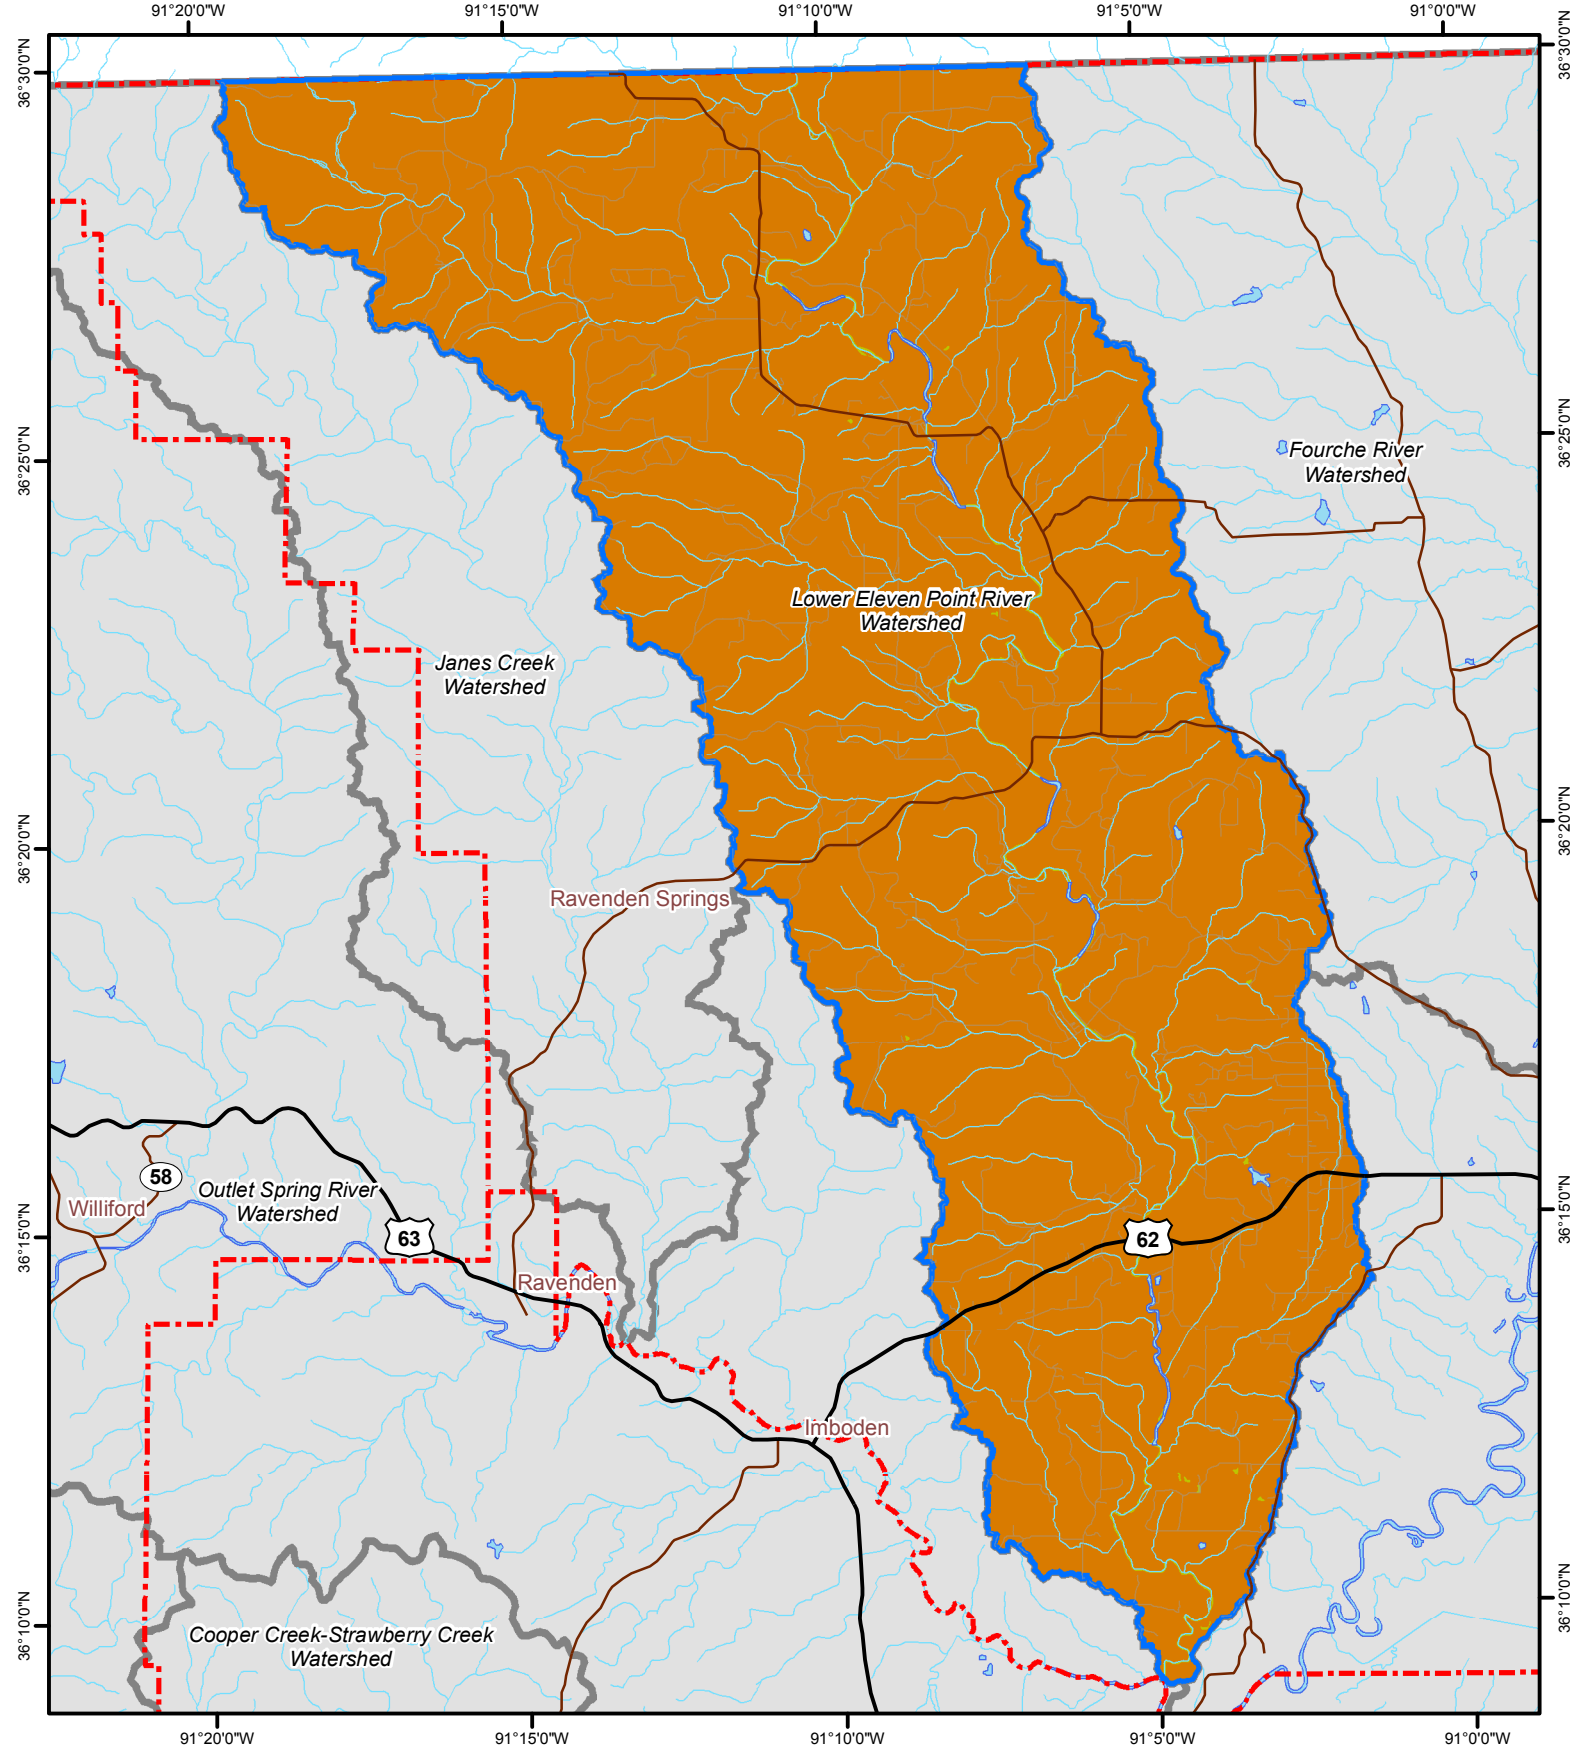 91°20'0"W
91°15'0"W
91°10'0"W
91°5'0"W
91°0'0"W
36°30'0"N
36°30'0"N
36°25'0"N
36°25'0"N
Fourche River
Watershed
Lower Eleven Point River
Watershed
Janes Creek
Watershed
36°20'0"N
36°20'0"N
Ravenden Springs
58
Outlet Spring River
Watershed
Williford
63
62
36°15'0"N
36°15'0"N
Ravenden
Imboden
36°10'0"N
36°10'0"N
Cooper Creek-Strawberry Creek
Watershed
91°20'0"W
91°15'0"W
91°10'0"W
91°5'0"W
91°0'0"W